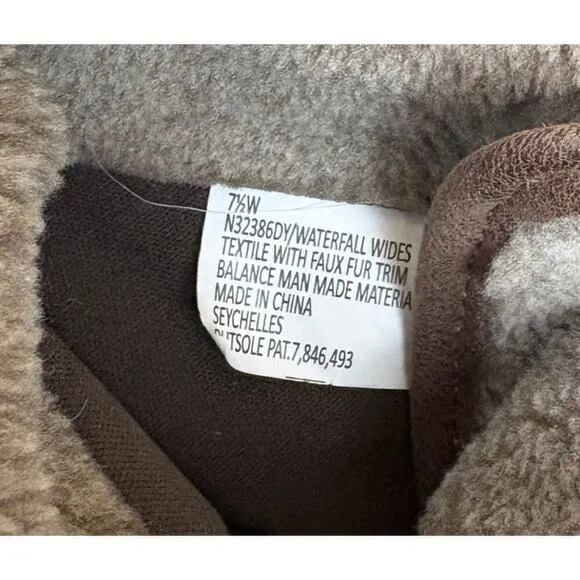 7½W
N32386DY/WATERFALL WIDES
TEXTILE WITH FAUX FUR TRIM
BALANCE MAN MADE MATERIA
MADE IN CHINA
SEYCHELLES
UTSOLE PAT.7,846,493